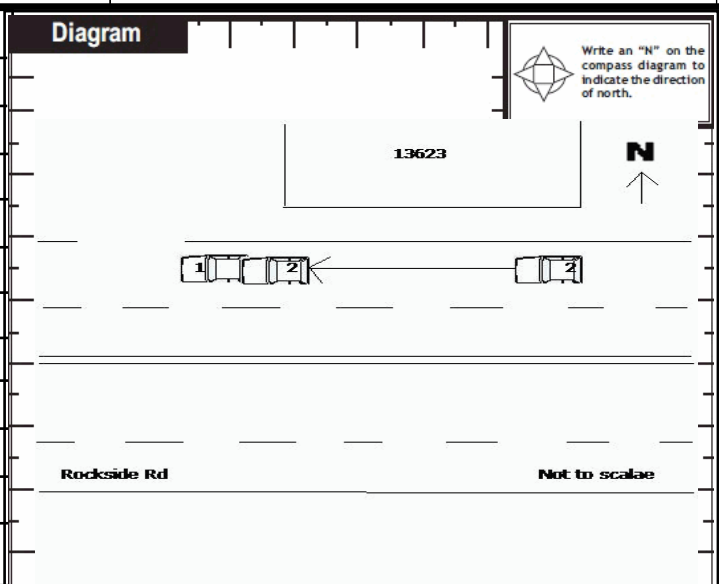 Diagram
Write an “N” on the
compass diagram to
indicate the direction
of north.
13623
N
1
2
2
Rockside Rd
Not to scalae